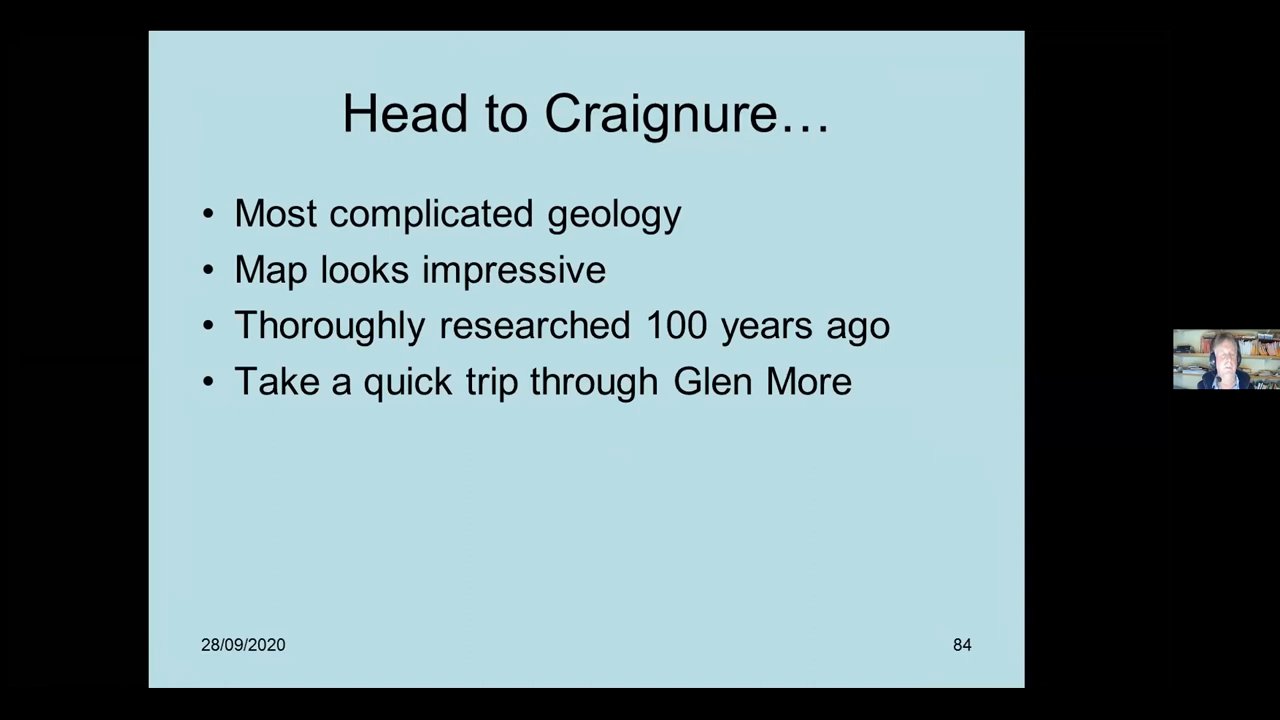 Head to Craignure…
• Most complicated geology
• Map looks impressive
• Thoroughly researched 100 years ago
• Take a quick trip through Glen More
28/09/2020
84